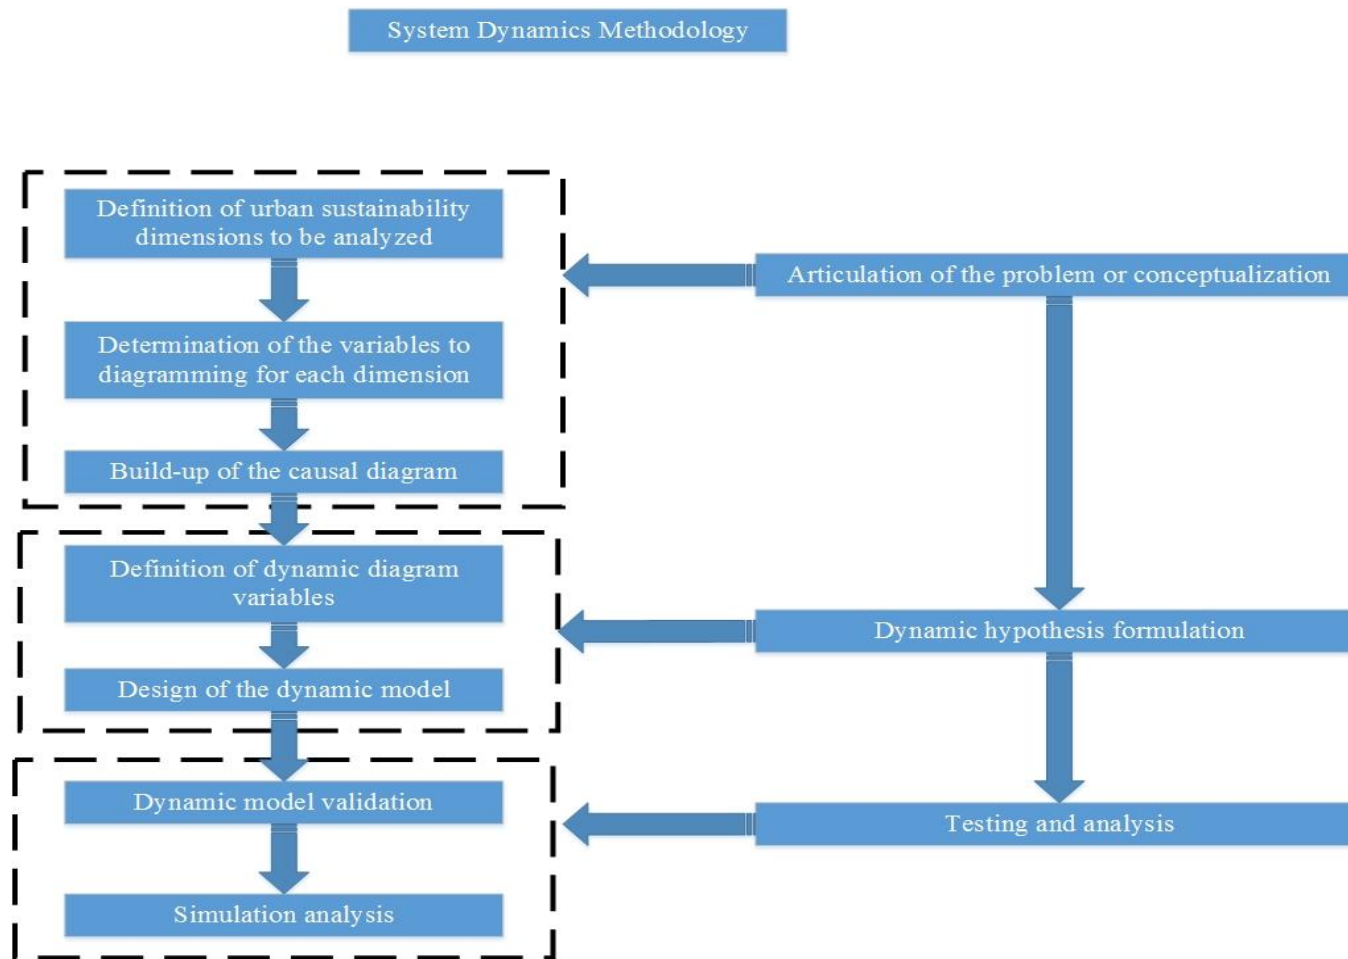 System Dynamics Methodology
Definition of urban sustainability
dimensions to be analyzed
Determination of the variables to
diagramming for each dimension
Build-up of the causal diagram
Definition of dynamic diagram
variables
Design of the dynamic model
Dynamic model validation
Simulation analysis
Articulation of the problem or conceptualization
Dynamic hypothesis formulation
Testing and analysis